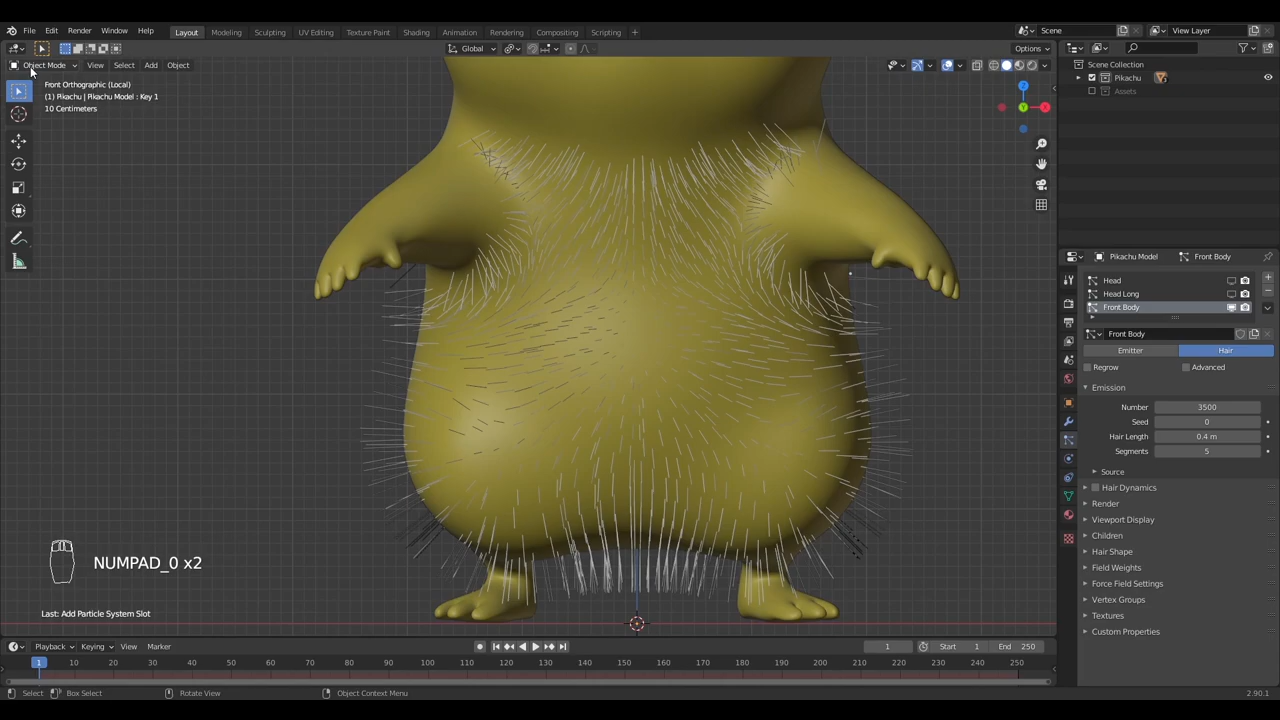 File Edit Render Window Help Layout Modeling Sculpting UV Editing Texture Paint Shading Animation Rendering Compositing Scripting + Scene View Layer
Global Options
Object Mode View Select Add Object
Front Orthographic (Local)
(1) Pikachu | Pikachu Model : Key 1
10 Centimeters
Z
Y
X
Scene Collection
Pikachu
Assets
Pikachu Model Front Body
Head
Head Long
Front Body
Front Body
Emitter Hair
Regrow Advanced
Emission
Number 3500
Seed 0
Hair Length 0.4 m
Segments 5
Source
Hair Dynamics
Render
Viewport Display
Children
Hair Shape
Field Weights
Force Field Settings
Vertex Groups
Textures
Custom Properties
NUMPAD_0 x2
Last: Add Particle System Slot
Playback Keying View Marker 1 Start 1 End 250
1 10 20 30 40 50 60 70 80 90 100 110 120 130 140 150 160 170 180 190 200 210 220 230 240 250
Select Box Select Rotate View Object Context Menu 2.90.1